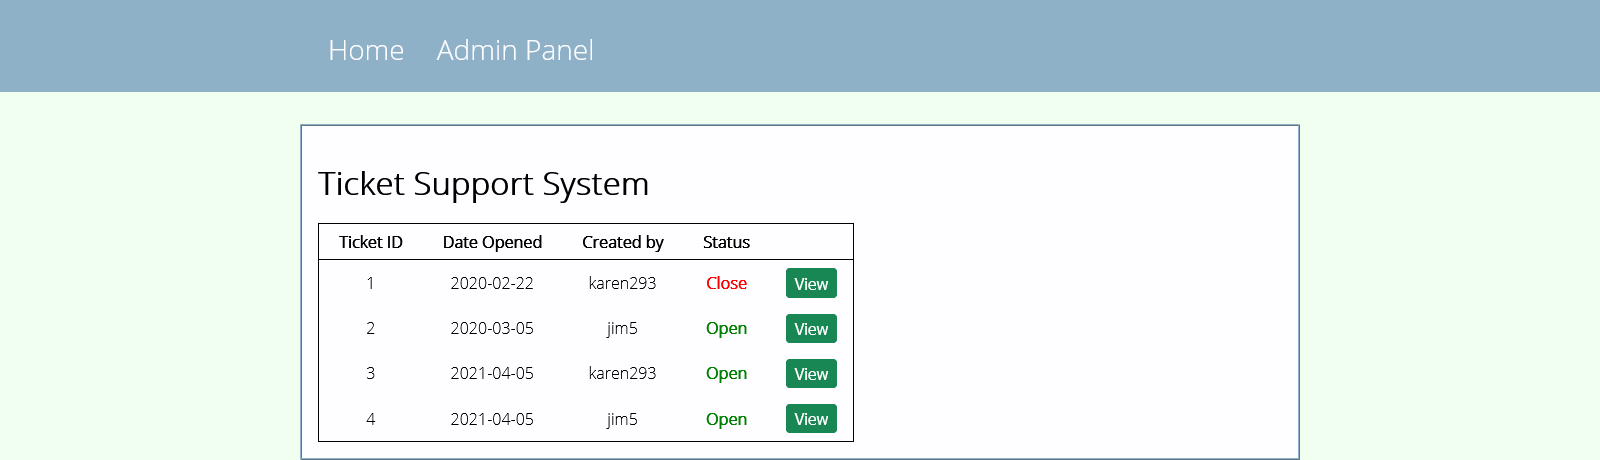 Home Admin Panel
Ticket Support System
Ticket ID Date Opened Created by Status
1 2020-02-22 karen293 Close View
2 2020-03-05 jim5 Open View
3 2021-04-05 karen293 Open View
4 2021-04-05 jim5 Open View